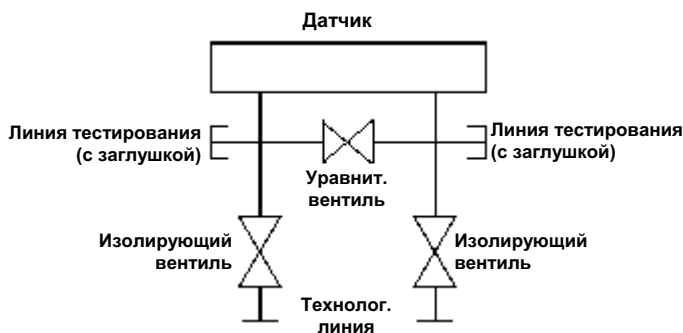 Датчик
Линия тестирования
(с заглушкой)
Линия тестирования
(с заглушкой)
Уравнит.
вентиль
Изолирующий
вентиль
Изолирующий
вентиль
Технолог.
линия